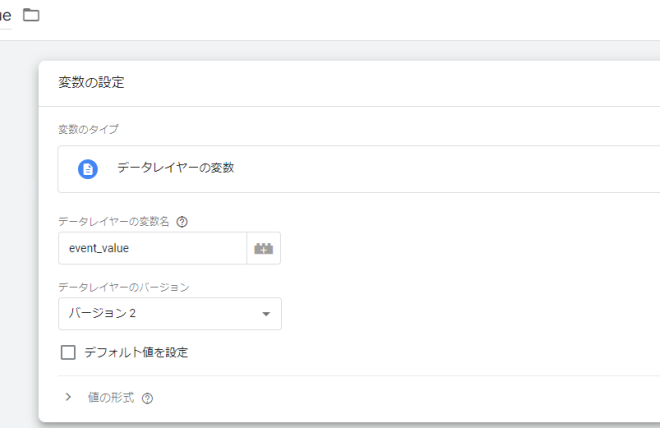 ue
変数の設定
変数のタイプ
データレイヤーの変数
データレイヤーの変数名
event_value
データレイヤーのバージョン
バージョン 2
デフォルト値を設定
値の形式